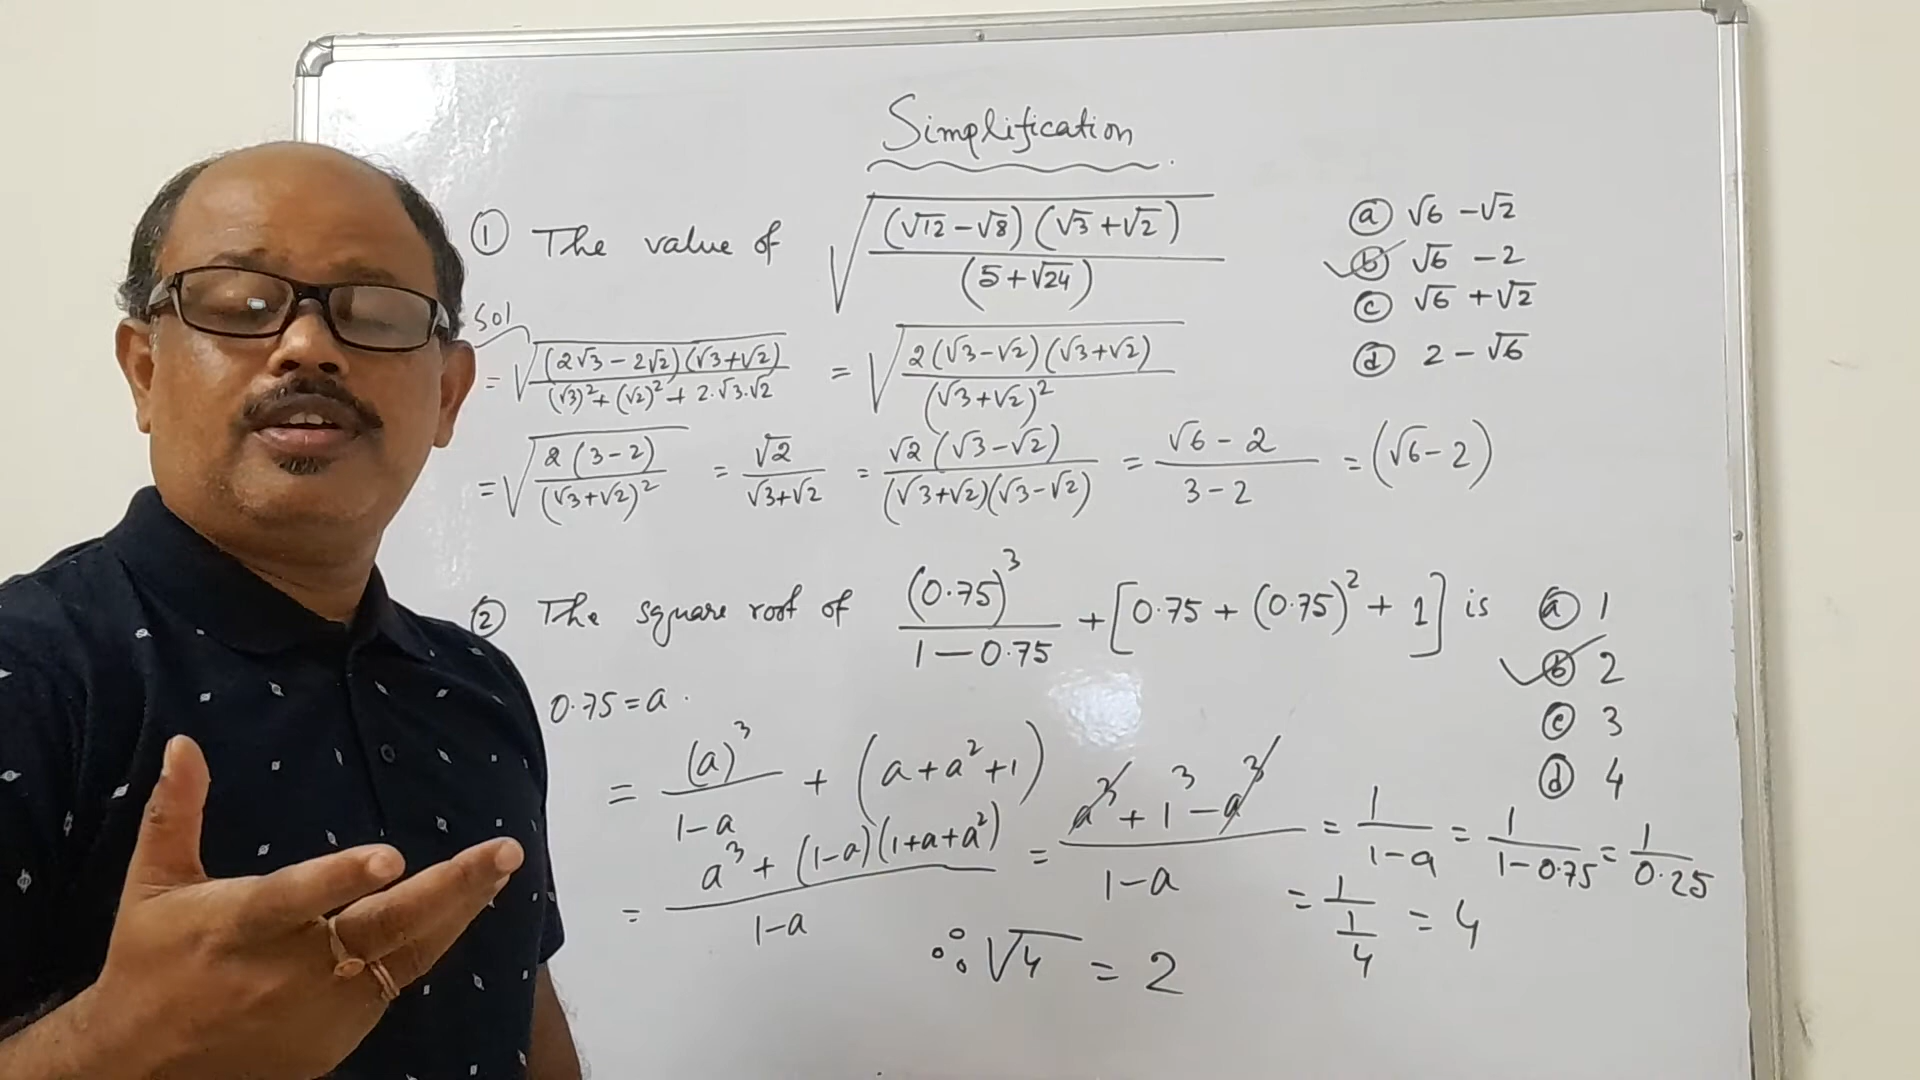 Simplification
① The value of √((√12-√8)(√3+√2)/(5+√24))
ⓐ √6 -√2
ⓑ √6 - 2
ⓒ √6 +√2
ⓓ 2 - √6
Sol
= √((2√3 - 2√2)(√3+√2)/((√3)²+(√2)²+ 2.√3.√2)) = √(2(√3-√2)(√3+√2)/(√3+√2)²)
= √(2(3-2)/(√3+√2)²) = √2/(√3+√2) = √2(√3-√2)/((√3+√2)(√3-√2)) = (√6 - 2)/(3-2) = (√6-2)
② The square root of (0.75)³/(1-0.75) + [0.75 + (0.75)² + 1] is
ⓐ 1
ⓑ 2
ⓒ 3
ⓓ 4
0.75 = a.
= (a)³/(1-a) + (a+a²+1)
= (a³ + (1-a)(1+a+a²))/(1-a) = (a³ + 1³ - a³)/(1-a) = 1/(1-a) = 1/(1-0.75) = 1/0.25
= 1/(1/4) = 4
∴ √4 = 2